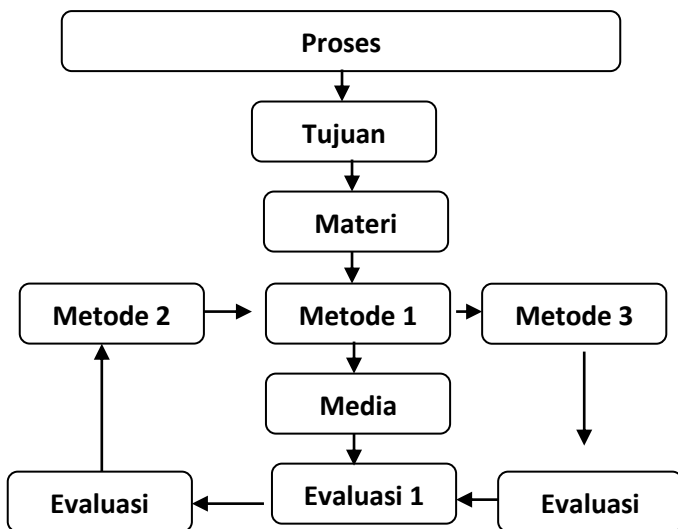 Proses
Tujuan
Materi
Metode 2
Metode 1
Metode 3
Media
Evaluasi
Evaluasi 1
Evaluasi